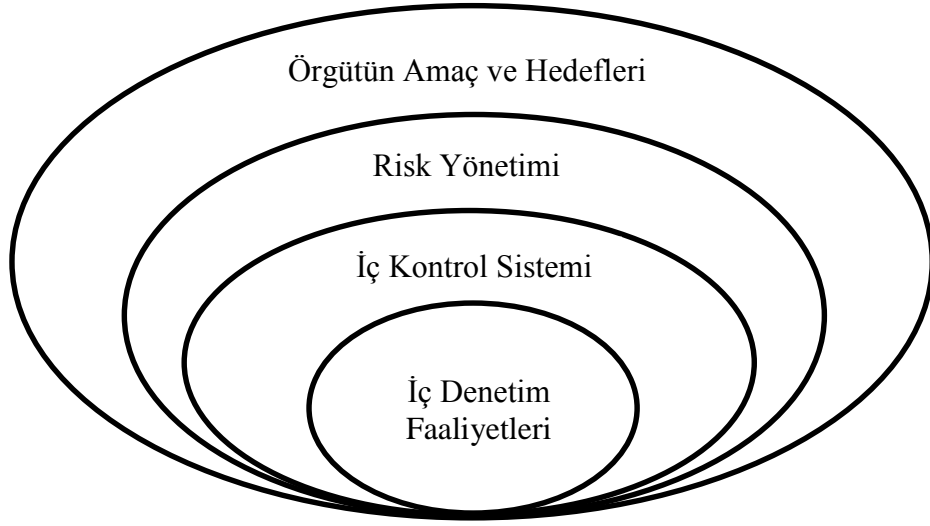 Örgütün Amaç ve Hedefleri
Risk Yönetimi
İç Kontrol Sistemi
İç Denetim
Faaliyetleri